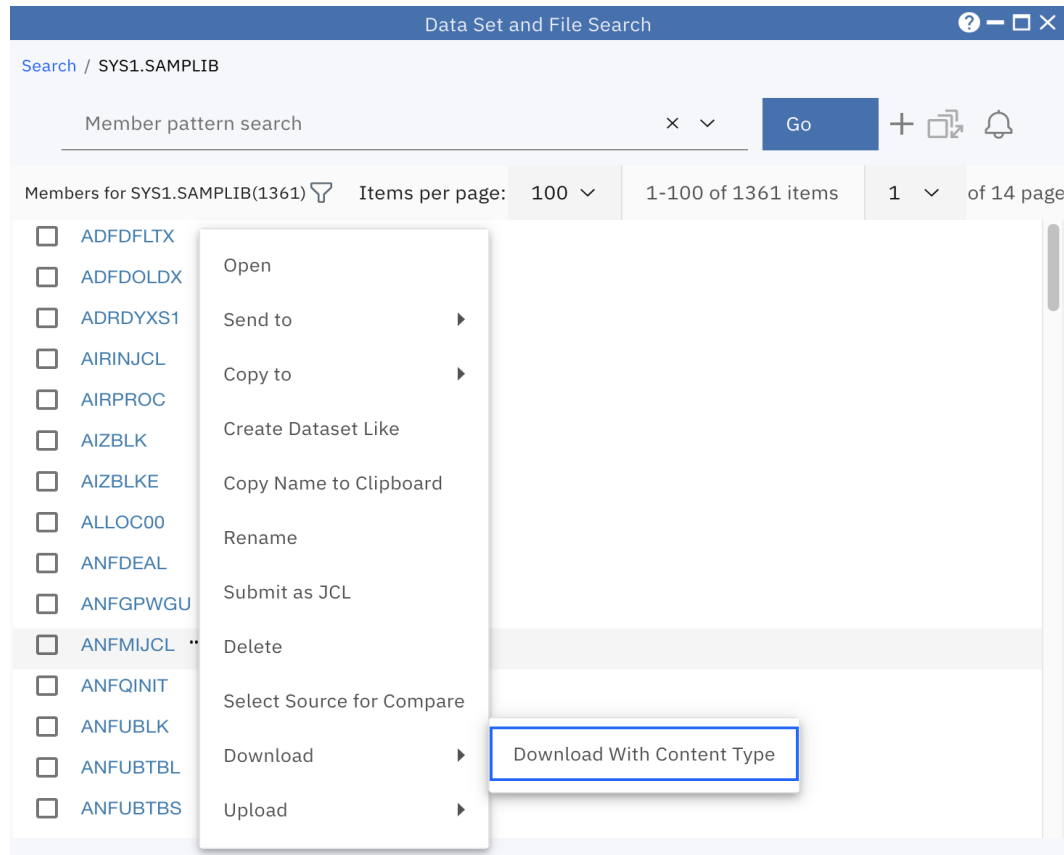 Data Set and File Search
Search / SYS1.SAMPLIB
Member pattern search
Go
Members for SYS1.SAMPLIB(1361) Items per page: 100 1-100 of 1361 items 1 of 14 page
ADFDFLTX
ADFDOLDX
ADRDYXS1
AIRINJCL
AIRPROC
AIZBLK
AIZBLKE
ALLOC00
ANFDEAL
ANFGPWGU
ANFMIJCL
ANFQINIT
ANFUBLK
ANFUBTBL
ANFUBTBS
Open
Send to
Copy to
Create Dataset Like
Copy Name to Clipboard
Rename
Submit as JCL
Delete
Select Source for Compare
Download
Upload
Download With Content Type